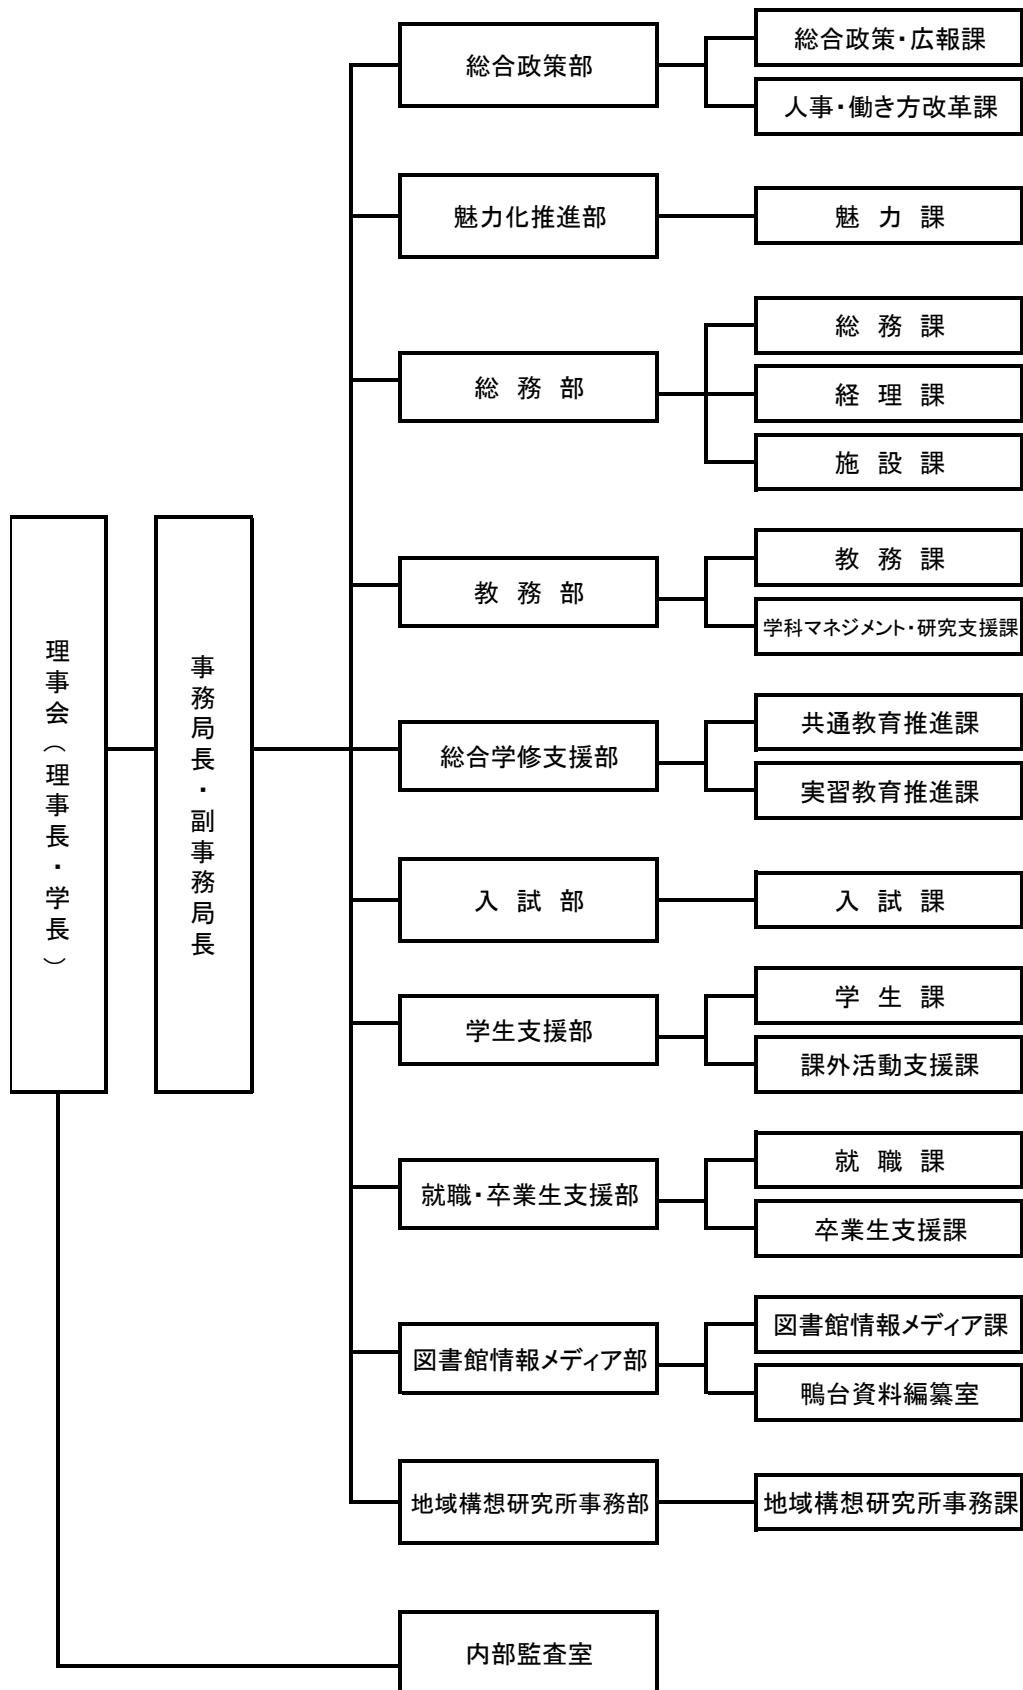 理事会（理事長・学長）
事務局長・副事務局長
総合政策部
総合政策・広報課
人事・働き方改革課
魅力化推進部
魅力課
総務部
総務課
経理課
施設課
教務部
教務課
学科マネジメント・研究支援課
総合学修支援部
共通教育推進課
実習教育推進課
入試部
入試課
学生支援部
学生課
課外活動支援課
就職・卒業生支援部
就職課
卒業生支援課
図書館情報メディア部
図書館情報メディア課
鴨台資料編纂室
地域構想研究所事務部
地域構想研究所事務課
内部監査室